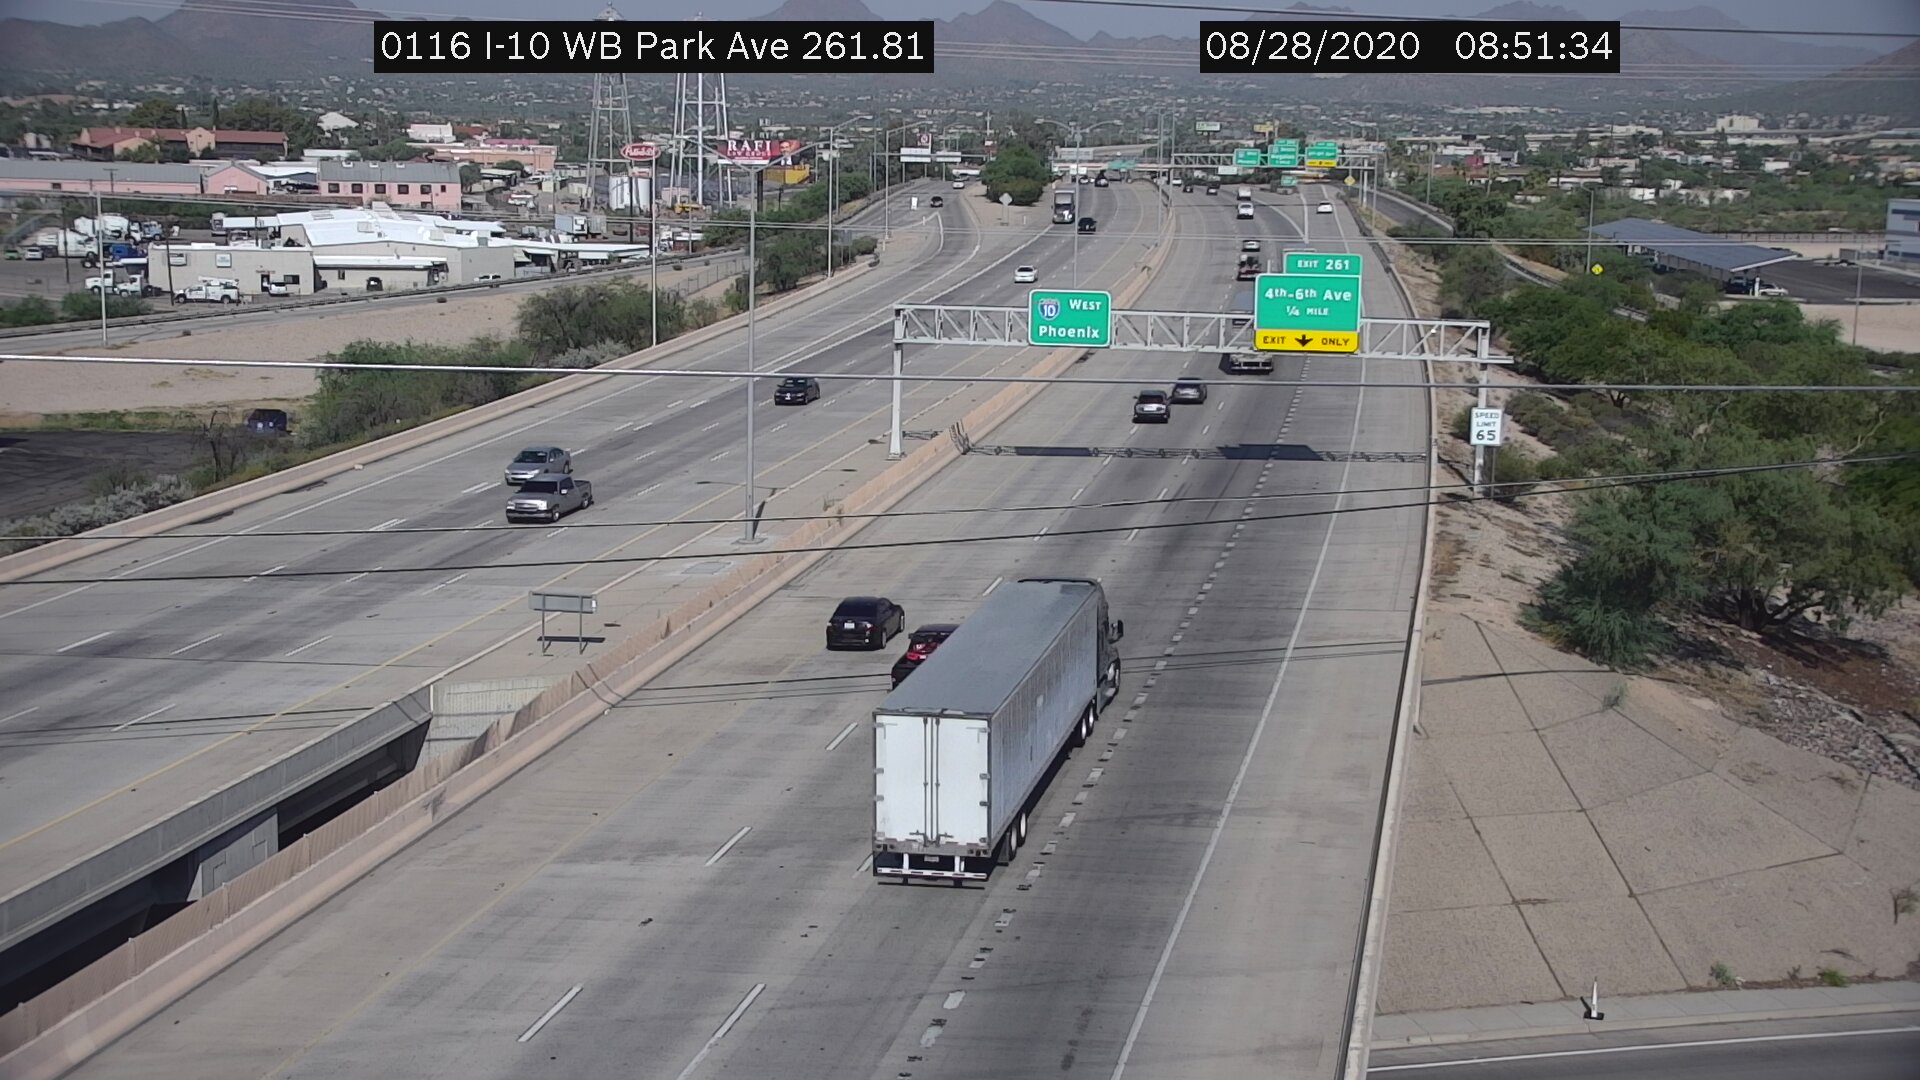 0116 I-10 WB Park Ave 261.81
08/28/2020 08:51:34
RAFI
EXIT 261
4th-6th Ave
1/4 MILE
EXIT ONLY
10 WEST
Phoenix
SPEED
LIMIT
65